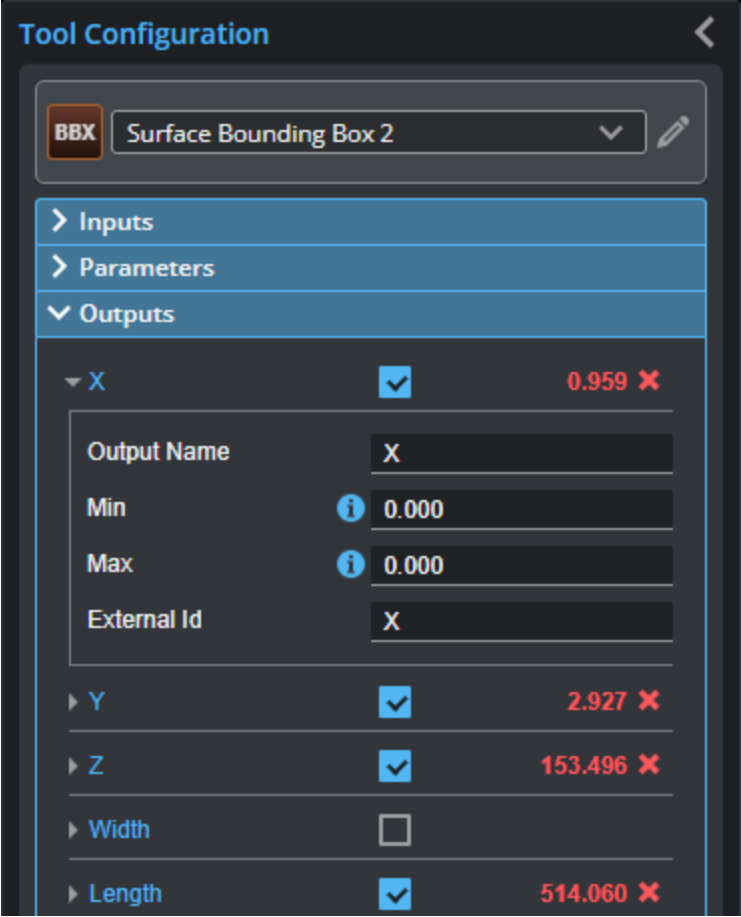 Tool Configuration
BBX Surface Bounding Box 2
Inputs
Parameters
Outputs
X 0.959
Output Name X
Min 0.000
Max 0.000
External Id X
Y 2.927
Z 153.496
Width
Length 514.060